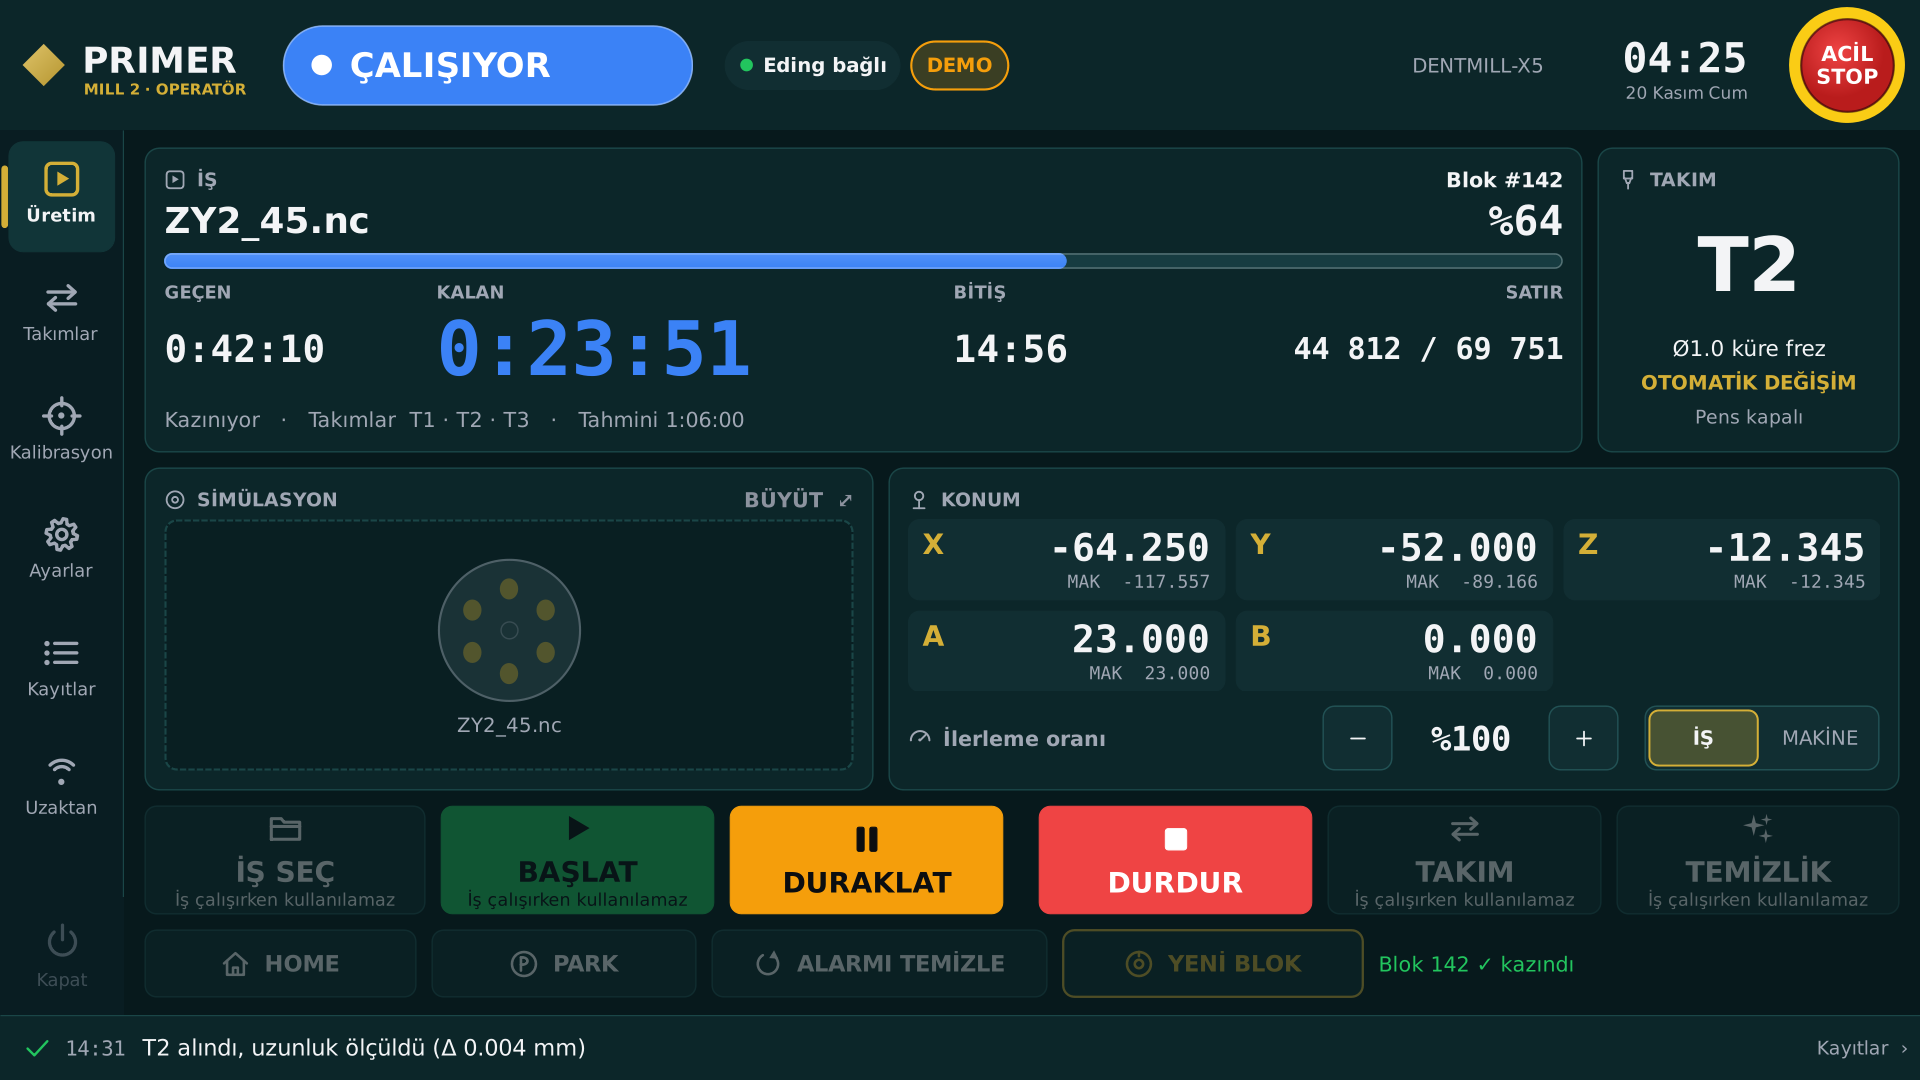 PRIMER
MILL 2 · OPERATÖR
ÇALIŞIYOR
Eding bağlı
DEMO
DENTMILL-X5
04:25
20 Kasım Cum
ACİL
STOP
Üretim
Takımlar
Kalibrasyon
Ayarlar
Kayıtlar
Uzaktan
Kapat
İŞ
Blok #142
ZY2_45.nc
%64
GEÇEN
KALAN
BİTİŞ
SATIR
0:42:10
0:23:51
14:56
44 812 / 69 751
Kazınıyor · Takımlar T1 · T2 · T3 · Tahmini 1:06:00
TAKIM
T2
Ø1.0 küre frez
OTOMATİK DEĞİŞİM
Pens kapalı
SİMÜLASYON
BÜYÜT ⤢
ZY2_45.nc
KONUM
X -64.250
MAK -117.557
Y -52.000
MAK -89.166
Z -12.345
MAK -12.345
A 23.000
MAK 23.000
B 0.000
MAK 0.000
İlerleme oranı
− %100 +
İŞ
MAKİNE
İŞ SEÇ
İş çalışırken kullanılamaz
BAŞLAT
İş çalışırken kullanılamaz
DURAKLAT
DURDUR
TAKIM
İş çalışırken kullanılamaz
TEMİZLİK
İş çalışırken kullanılamaz
HOME
PARK
ALARMI TEMİZLE
YENİ BLOK
Blok 142 ✓ kazındı
14:31 T2 alındı, uzunluk ölçüldü (Δ 0.004 mm)
Kayıtlar ›